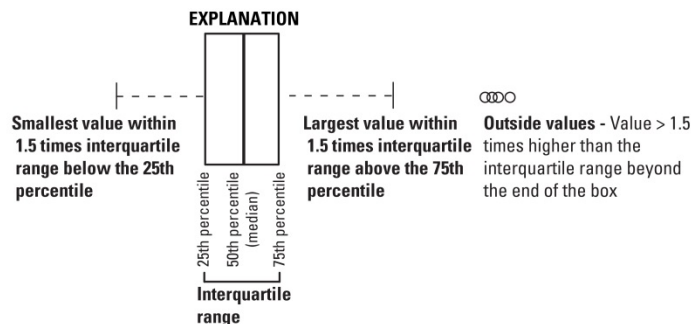 EXPLANATION
Smallest value within
1.5 times interquartile
range below the 25th
percentile
Largest value within
1.5 times interquartile
range above the 75th
percentile
Outside values - Value > 1.5
times higher than the
interquartile range beyond
the end of the box
25th percentile
50th percentile
(median)
75th percentile
Interquartile
range